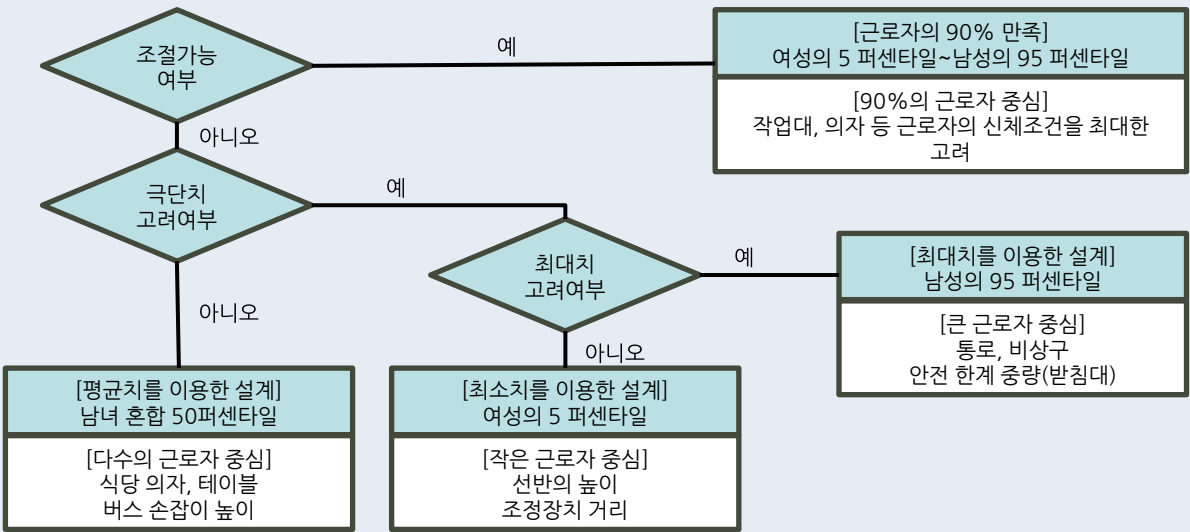 조절가능
여부
예
[근로자의 90% 만족]
여성의 5 퍼센타일~남성의 95 퍼센타일
[90%의 근로자 중심]
작업대, 의자 등 근로자의 신체조건을 최대한
고려
아니오
극단치
고려여부
예
최대치
고려여부
예
[최대치를 이용한 설계]
남성의 95 퍼센타일
[큰 근로자 중심]
통로, 비상구
안전 한계 중량(받침대)
아니오
아니오
[평균치를 이용한 설계]
남녀 혼합 50퍼센타일
[다수의 근로자 중심]
식당 의자, 테이블
버스 손잡이 높이
[최소치를 이용한 설계]
여성의 5 퍼센타일
[작은 근로자 중심]
선반의 높이
조정장치 거리